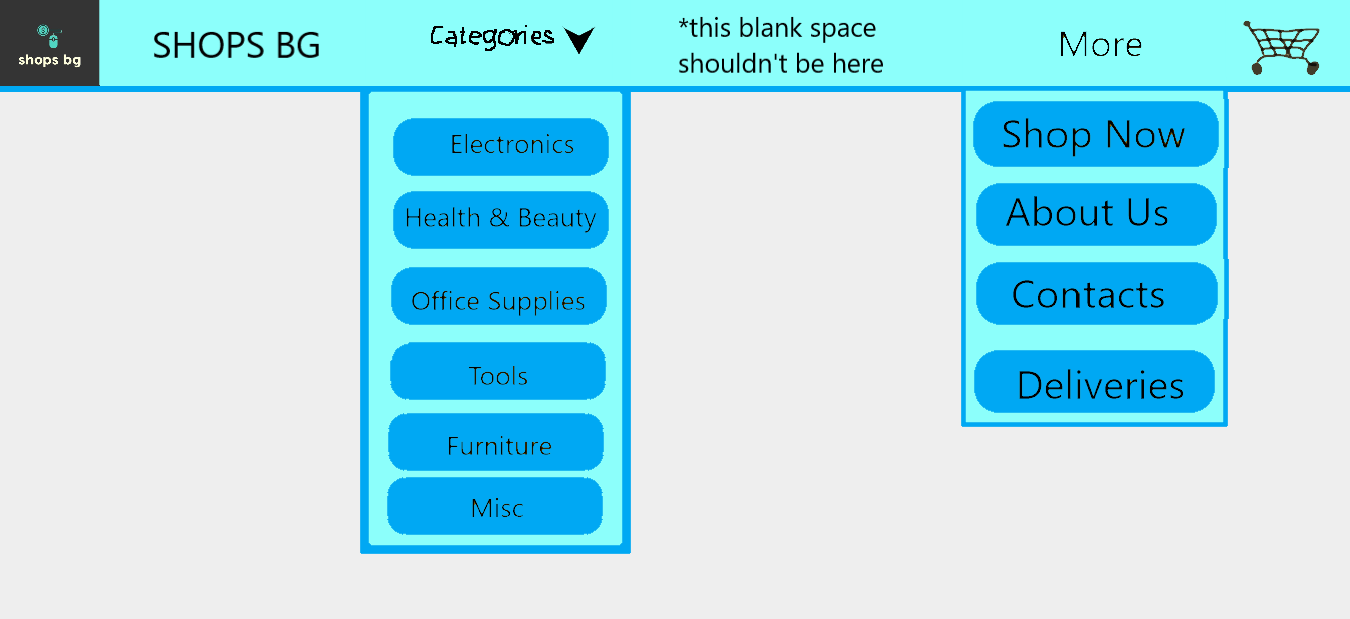 shops bg
SHOPS BG
Categories
*this blank space
shouldn't be here
More
Electronics
Health & Beauty
Office Supplies
Tools
Furniture
Misc
Shop Now
About Us
Contacts
Deliveries